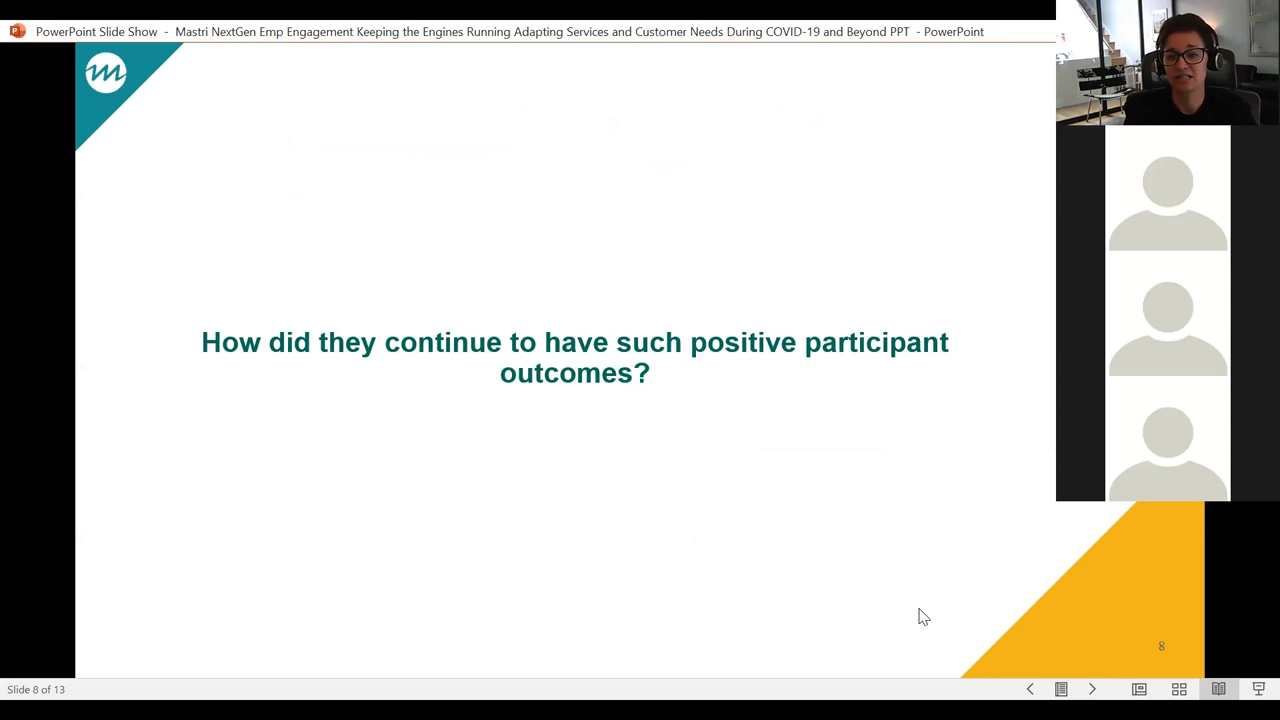 PowerPoint Slide Show - Mastri NextGen Emp Engagement Keeping the Engines Running Adapting Services and Customer Needs During COVID-19 and Beyond PPT - PowerPoint
m
How did they continue to have such positive participant
outcomes?
8
Slide 8 of 13